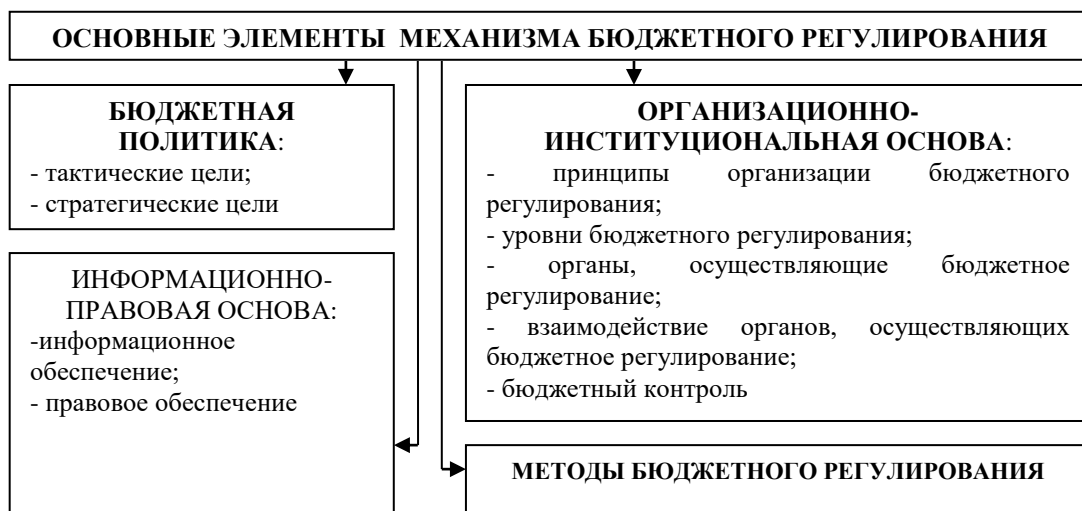 ОСНОВНЫЕ ЭЛЕМЕНТЫ МЕХАНИЗМА БЮДЖЕТНОГО РЕГУЛИРОВАНИЯ
БЮДЖЕТНАЯ
ПОЛИТИКА:
- тактические цели;
- стратегические цели
ИНФОРМАЦИОННО-
ПРАВОВАЯ ОСНОВА:
-информационное
обеспечение;
- правовое обеспечение
ОРГАНИЗАЦИОННО-
ИНСТИТУЦИОНАЛЬНАЯ ОСНОВА:
- принципы организации бюджетного
регулирования;
- уровни бюджетного регулирования;
- органы, осуществляющие бюджетное
регулирование;
- взаимодействие органов, осуществляющих
бюджетное регулирование;
- бюджетный контроль
МЕТОДЫ БЮДЖЕТНОГО РЕГУЛИРОВАНИЯ